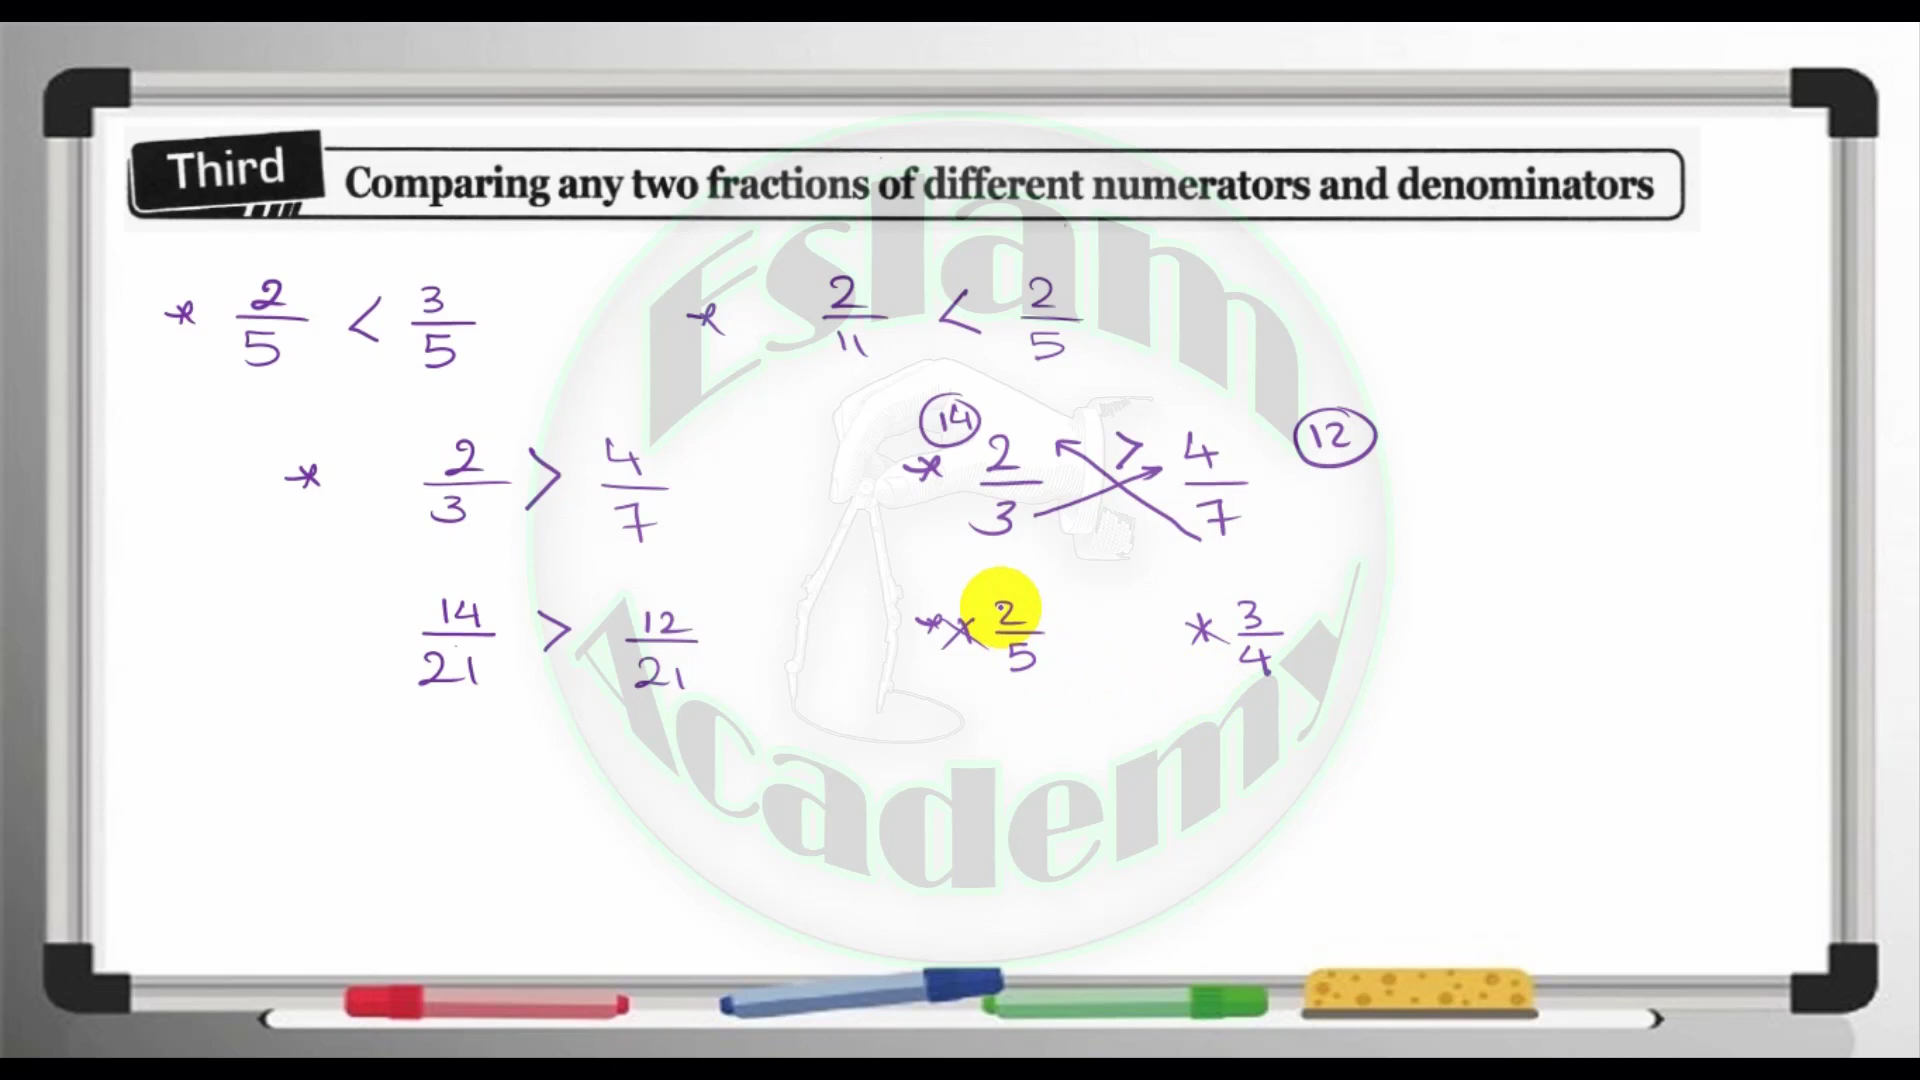 Third
Comparing any two fractions of different numerators and denominators
* 2/5 < 3/5
* 2/11 < 2/5
* 2/3 > 4/7
14 * 2/3 > 4/7 12
14/21 > 12/21
* 2/5
* 3/4
Eslam
Academy